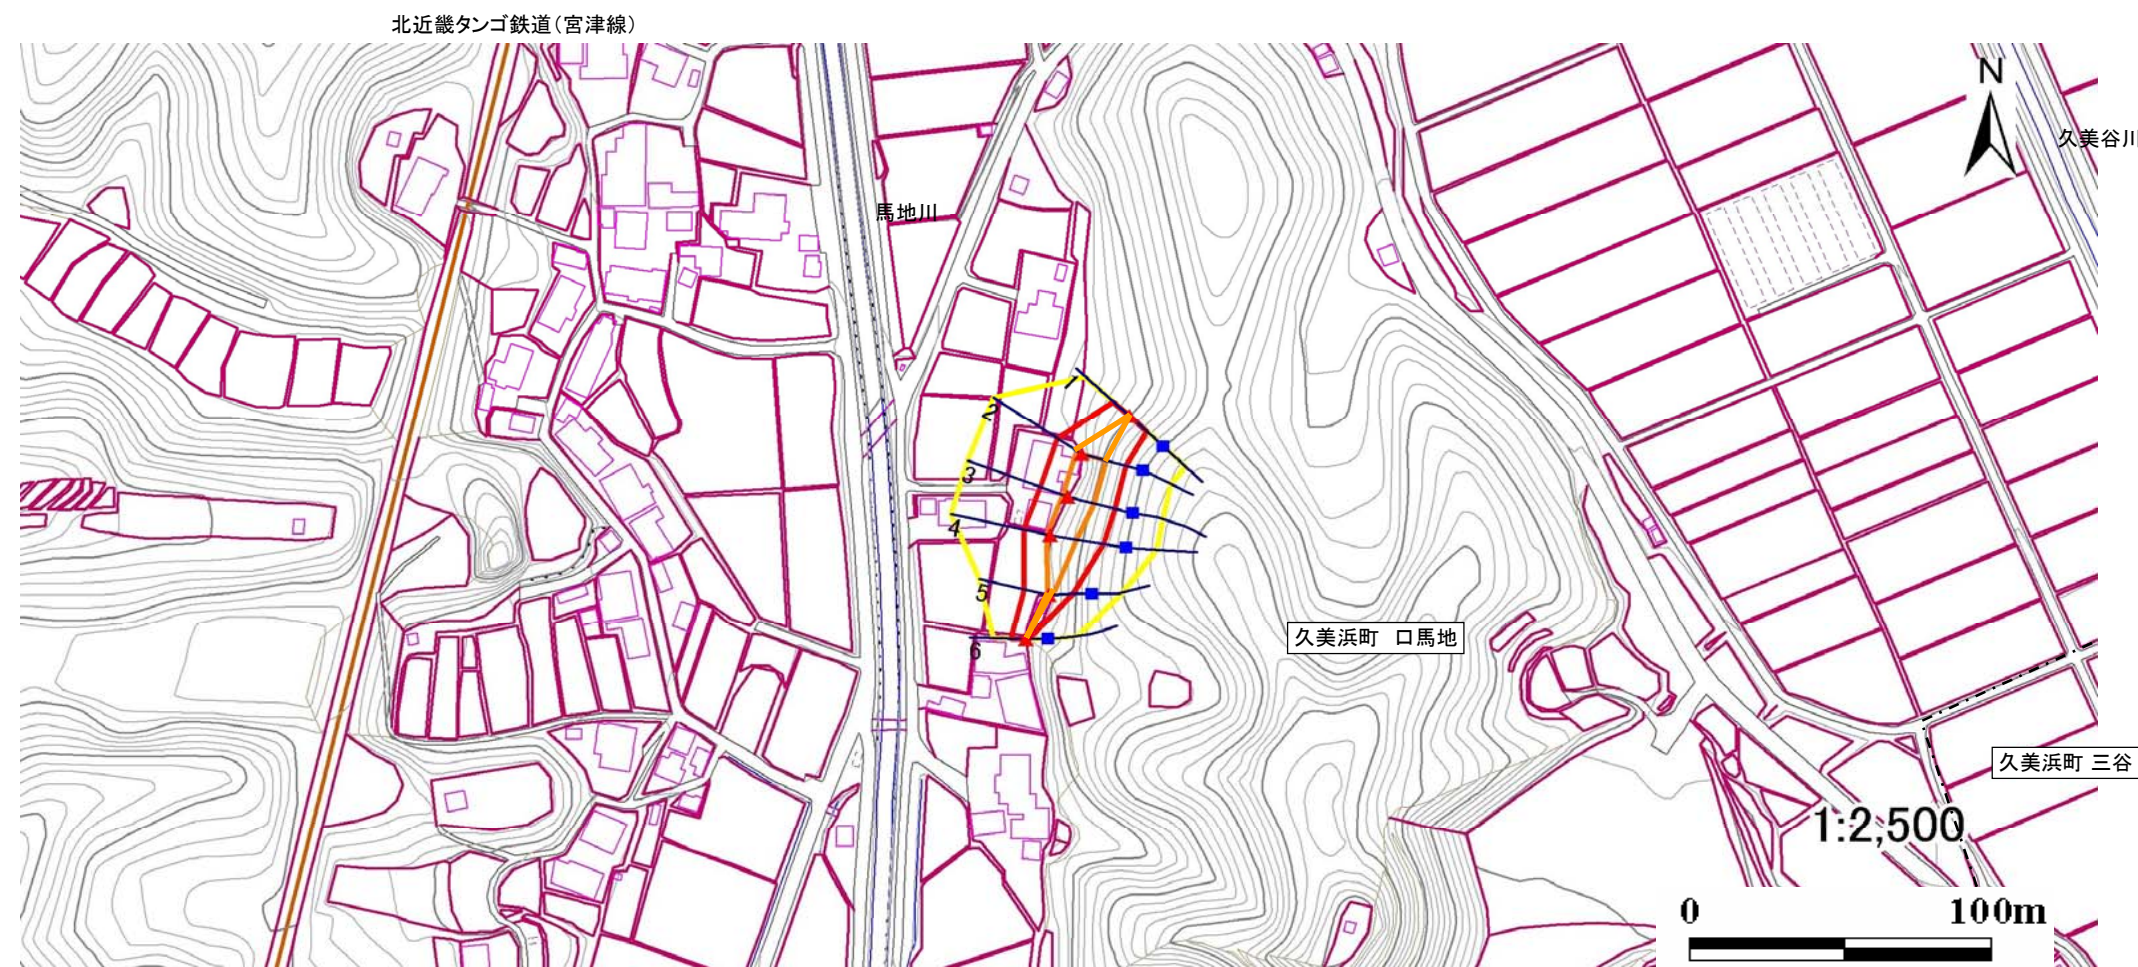 北近畿タンゴ鉄道（宮津線）
N
久美谷川
馬地川
1
2
3
4
5
6
久美浜町　口馬地
久美浜町 三谷
1:2,500
0 100m